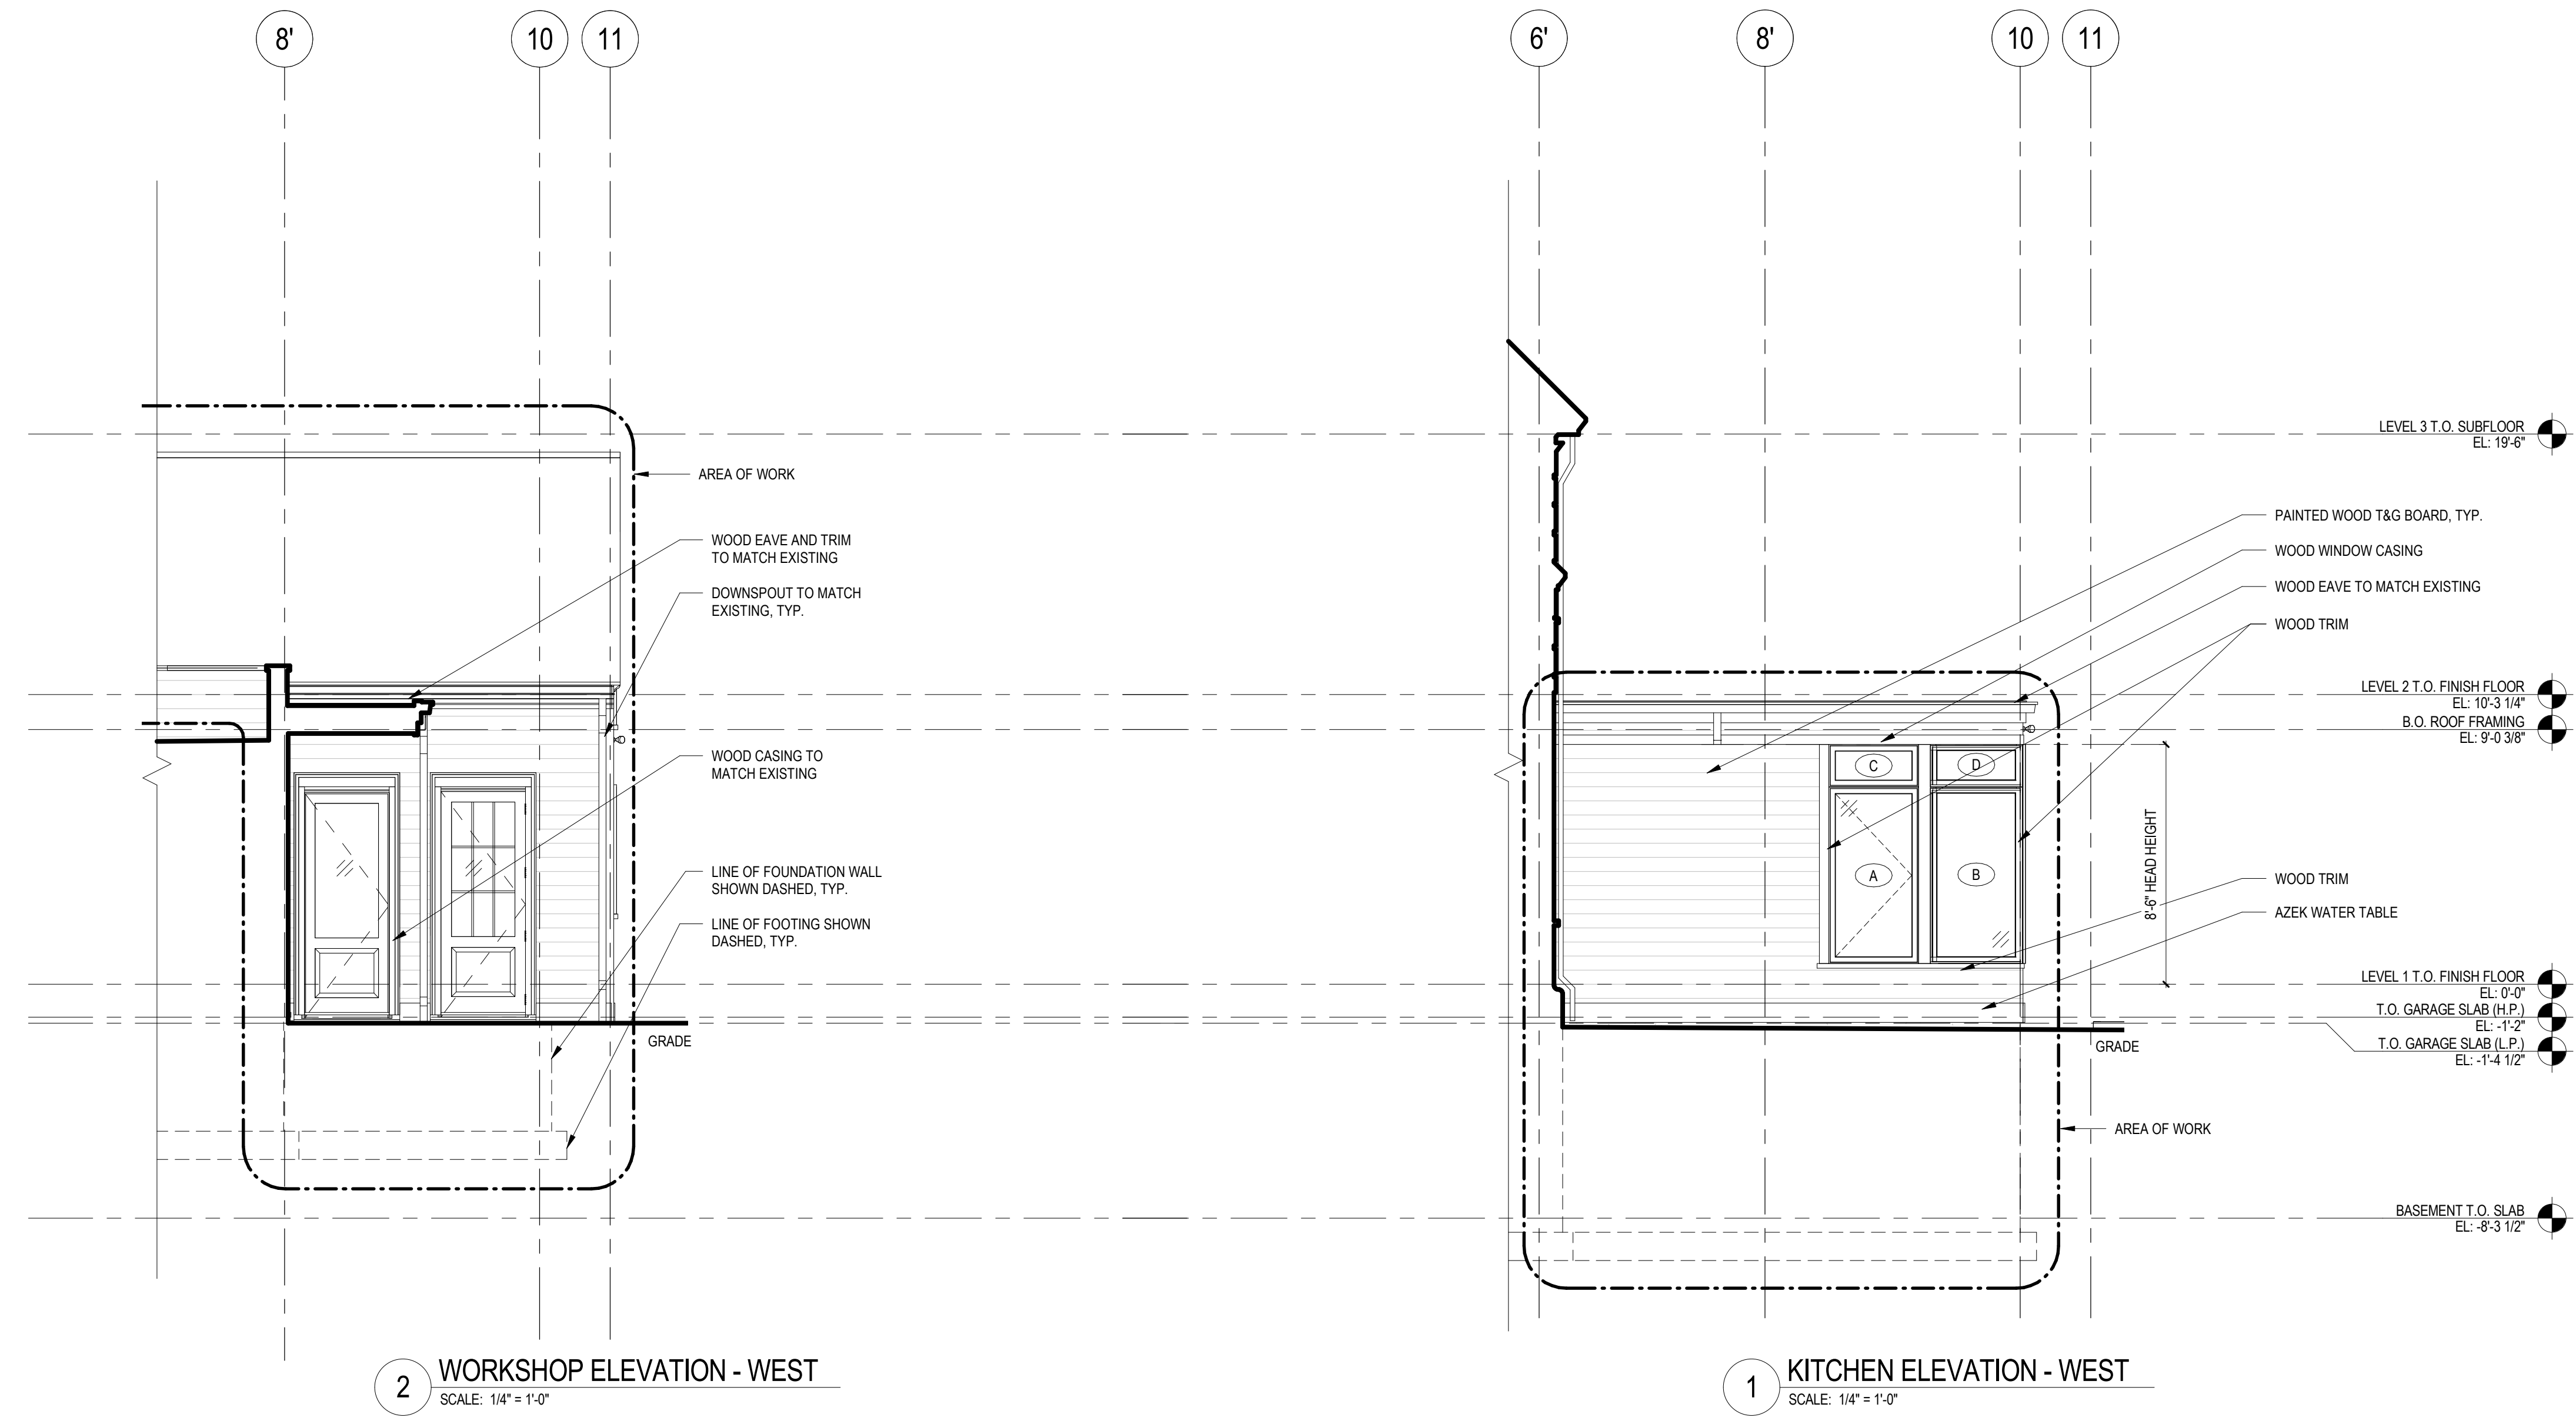 8'
10
11
6'
8'
10
11
AREA OF WORK
WOOD EAVE AND TRIM
TO MATCH EXISTING
DOWNSPOUT TO MATCH
EXISTING, TYP.
WOOD CASING TO
MATCH EXISTING
LINE OF FOUNDATION WALL
SHOWN DASHED, TYP.
LINE OF FOOTING SHOWN
DASHED, TYP.
GRADE
2
WORKSHOP ELEVATION - WEST
SCALE: 1/4" = 1'-0"
LEVEL 3 T.O. SUBFLOOR
EL: 19'-6"
PAINTED WOOD T&G BOARD, TYP.
WOOD WINDOW CASING
WOOD EAVE TO MATCH EXISTING
WOOD TRIM
LEVEL 2 T.O. FINISH FLOOR
EL: 10'-3 1/4"
B.O. ROOF FRAMING
EL: 9'-0 3/8"
C
D
A
B
8'-6" HEAD HEIGHT
WOOD TRIM
AZEK WATER TABLE
LEVEL 1 T.O. FINISH FLOOR
EL: 0'-0"
T.O. GARAGE SLAB (H.P.)
EL: -1'-2"
T.O. GARAGE SLAB (L.P.)
EL: -1'-4 1/2"
GRADE
AREA OF WORK
BASEMENT T.O. SLAB
EL: -8'-3 1/2"
1
KITCHEN ELEVATION - WEST
SCALE: 1/4" = 1'-0"